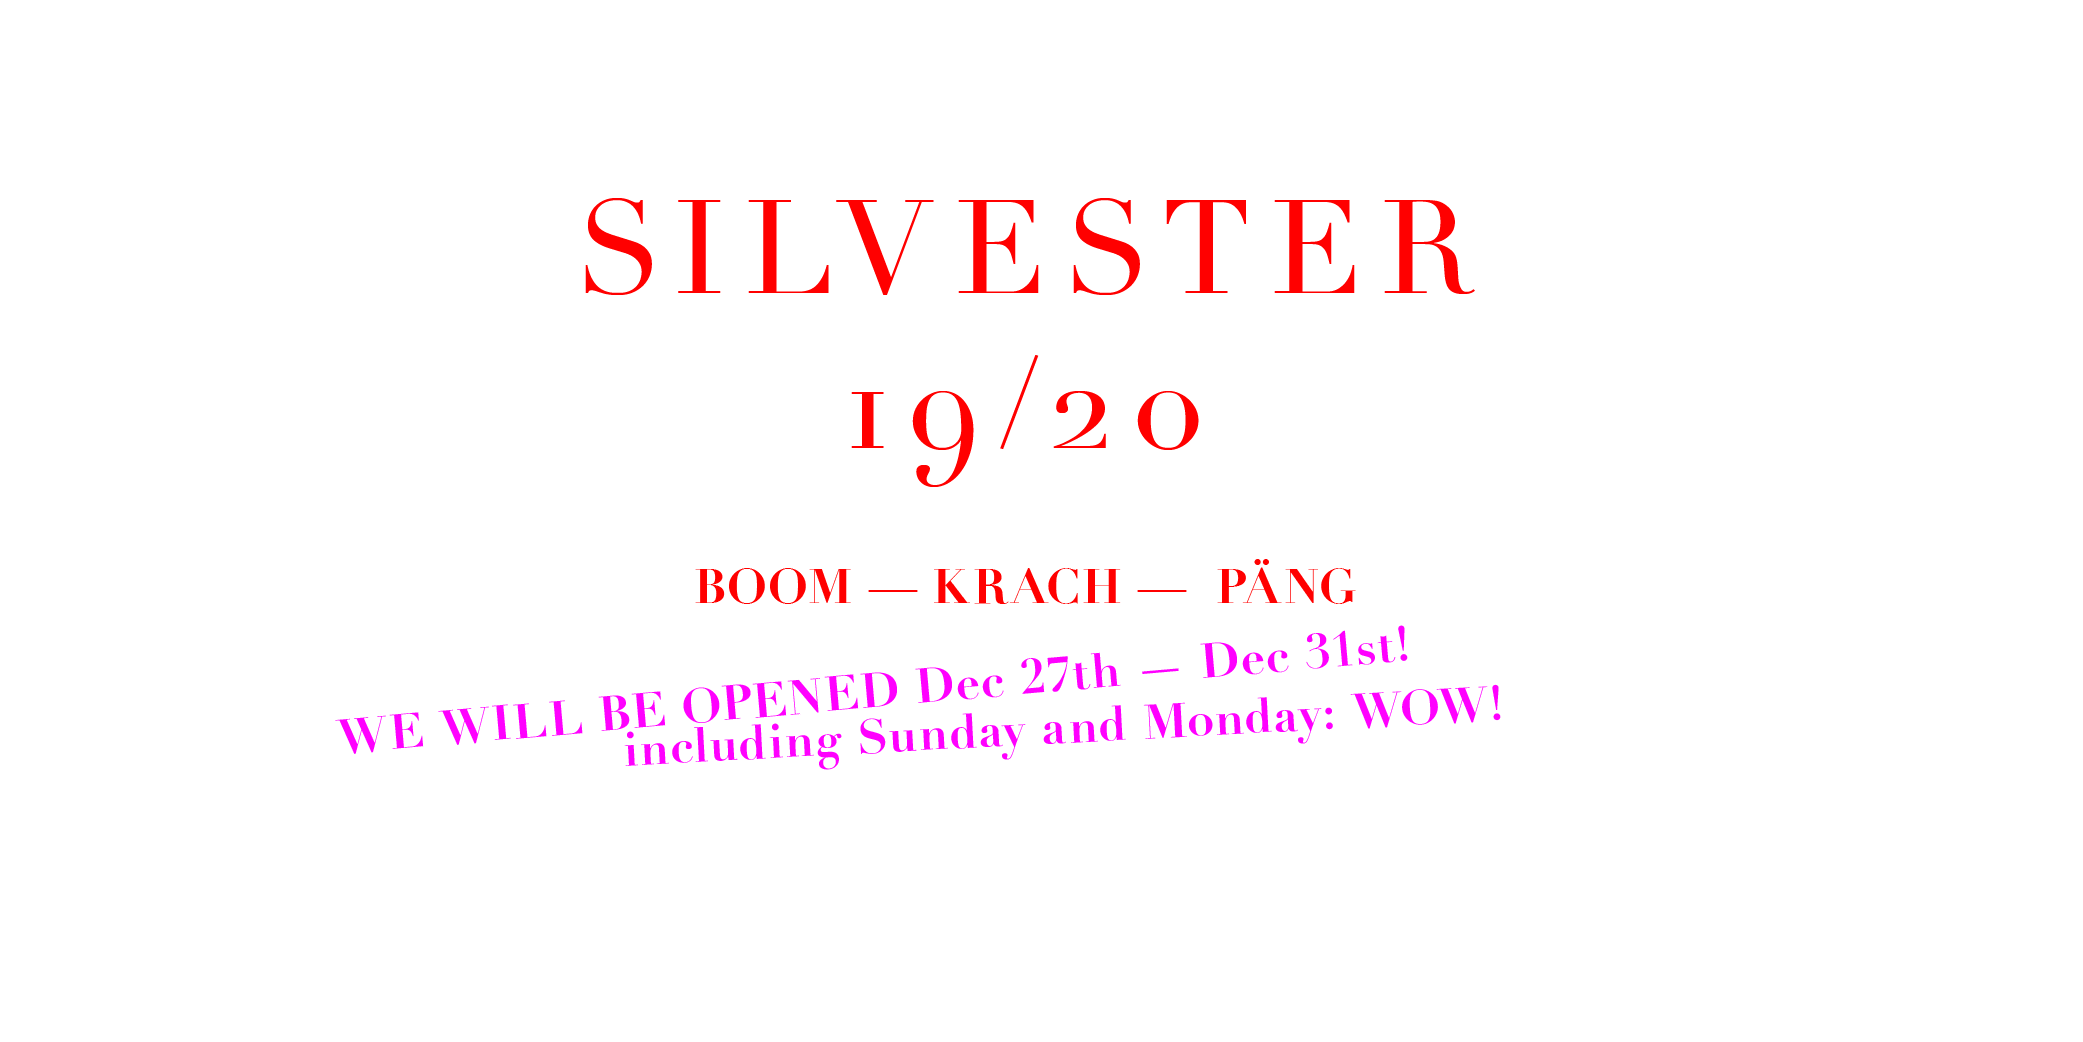 SILVESTER
19/20
BOOM — KRACH — PÄNG
WE WILL BE OPENED Dec 27th — Dec 31st!
including Sunday and Monday: WOW!